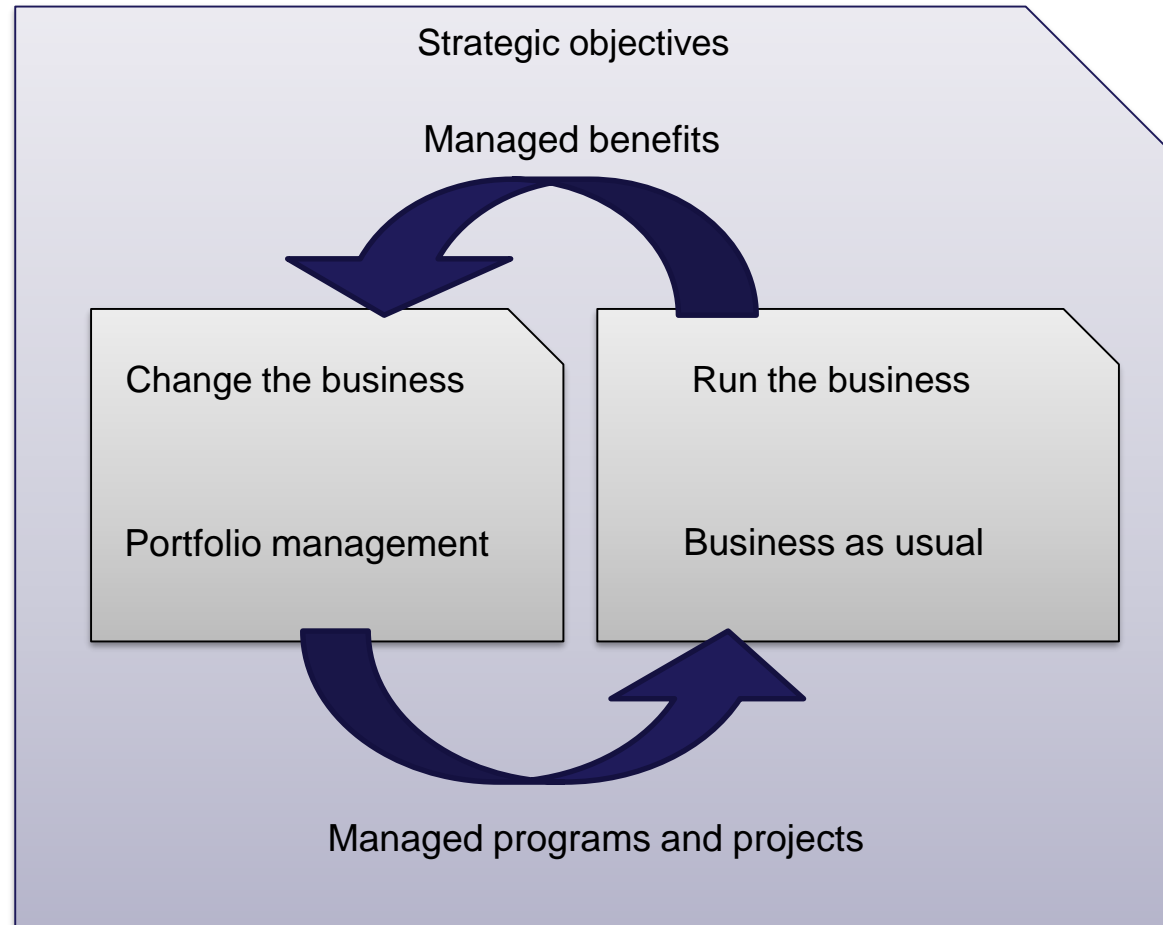 Strategic objectives
Managed benefits
Change the business
Portfolio management
Run the business
Business as usual
Managed programs and projects